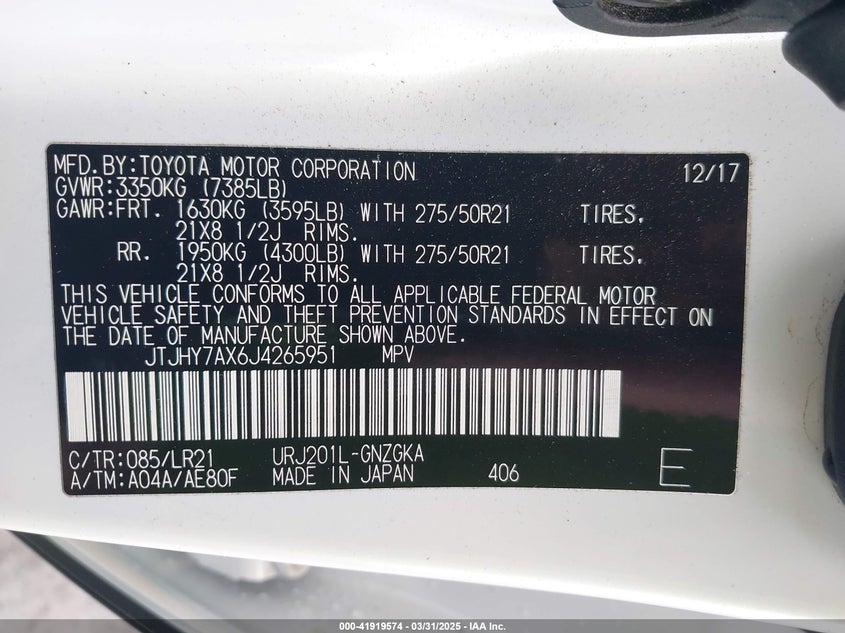 MFD.BY:TOYOTA MOTOR CORPORATION 12/17
GVWR:3350KG (7385LB)
GAWR:FRT. 1630KG (3595LB) WITH 275/50R21 TIRES.
21X8 1/2J RIMS.
RR. 1950KG (4300LB) WITH 275/50R21 TIRES.
21X8 1/2J RIMS.
THIS VEHICLE CONFORMS TO ALL APPLICABLE FEDERAL MOTOR
VEHICLE SAFETY AND THEFT PREVENTION STANDARDS IN EFFECT ON
THE DATE OF MANUFACTURE SHOWN ABOVE.
JTJHY7AX6J4265951 MPV
C/TR:085/LR21 URJ201L-GNZGKA
A/TM:A04A/AE80F MADE IN JAPAN 406 E
000-41919574 / 03/31/2025 - IAA Inc.